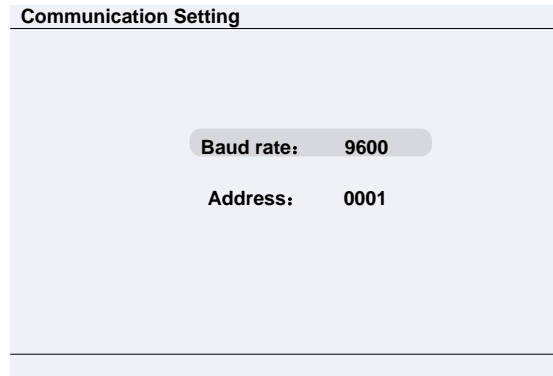 Communication Setting
Baud rate： 9600
Address： 0001